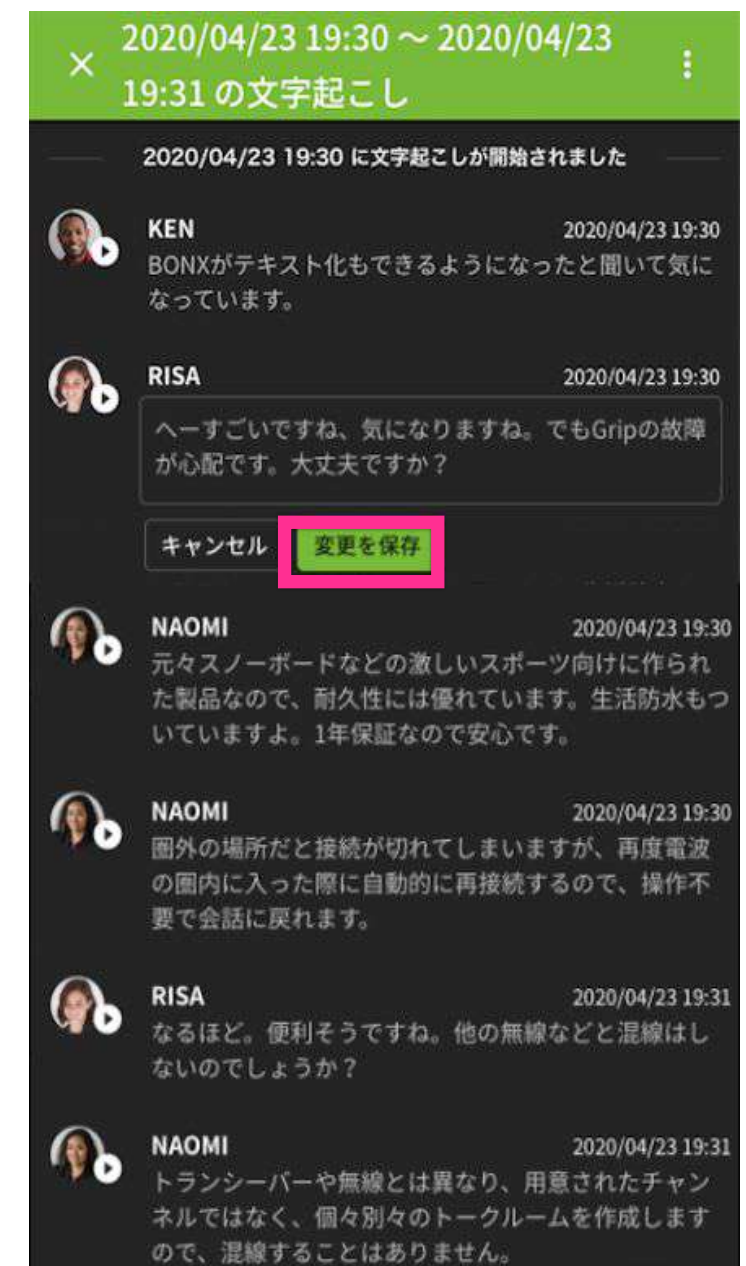 2020/04/23 19:30 ～ 2020/04/23
19:31 の文字起こし
2020/04/23 19:30 に文字起こしが開始されました
KEN 2020/04/23 19:30
BONXがテキスト化もできるようになったと聞いて気に
なっています。
RISA 2020/04/23 19:30
へーすごいですね、気になりますね。でもGripの故障
が心配です。大丈夫ですか？
キャンセル 変更を保存
NAOMI 2020/04/23 19:30
元々スノーボードなどの激しいスポーツ向けに作られ
た製品なので、耐久性には優れています。生活防水もつ
いていますよ。1年保証なので安心です。
NAOMI 2020/04/23 19:30
圏外の場所だと接続が切れてしまいますが、再度電波
の圏内に入った際に自動的に再接続するので、操作不
要で会話に戻れます。
RISA 2020/04/23 19:31
なるほど。便利そうですね。他の無線などと混線はし
ないのでしょうか？
NAOMI 2020/04/23 19:31
トランシーバーや無線とは異なり、用意されたチャン
ネルではなく、個々別々のトークルームを作成します
ので、混線することはありません。